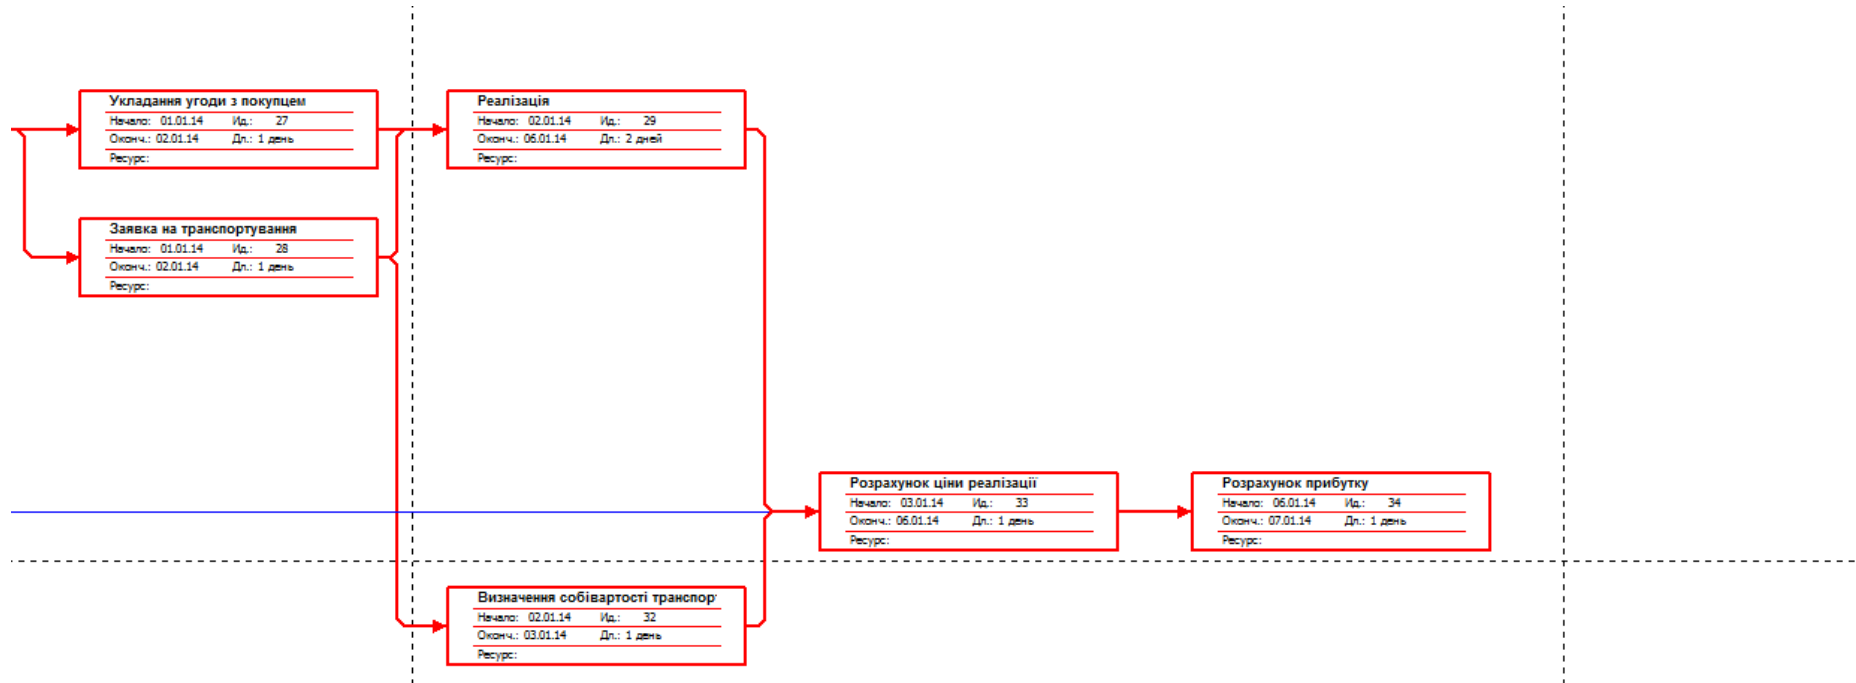 Укладання угоди з покупцем
Начало: 01.01.14 Ид.: 27
Оконч.: 02.01.14 Дл.: 1 день
Ресурс:
Реалізація
Начало: 02.01.14 Ид.: 29
Оконч.: 06.01.14 Дл.: 2 дней
Ресурс:
Заявка на транспортування
Начало: 01.01.14 Ид.: 28
Оконч.: 02.01.14 Дл.: 1 день
Ресурс:
Розрахунок ціни реалізації
Начало: 03.01.14 Ид.: 33
Оконч.: 06.01.14 Дл.: 1 день
Ресурс:
Розрахунок прибутку
Начало: 06.01.14 Ид.: 34
Оконч.: 07.01.14 Дл.: 1 день
Ресурс:
Визначення собівартості транспор
Начало: 02.01.14 Ид.: 32
Оконч.: 03.01.14 Дл.: 1 день
Ресурс: